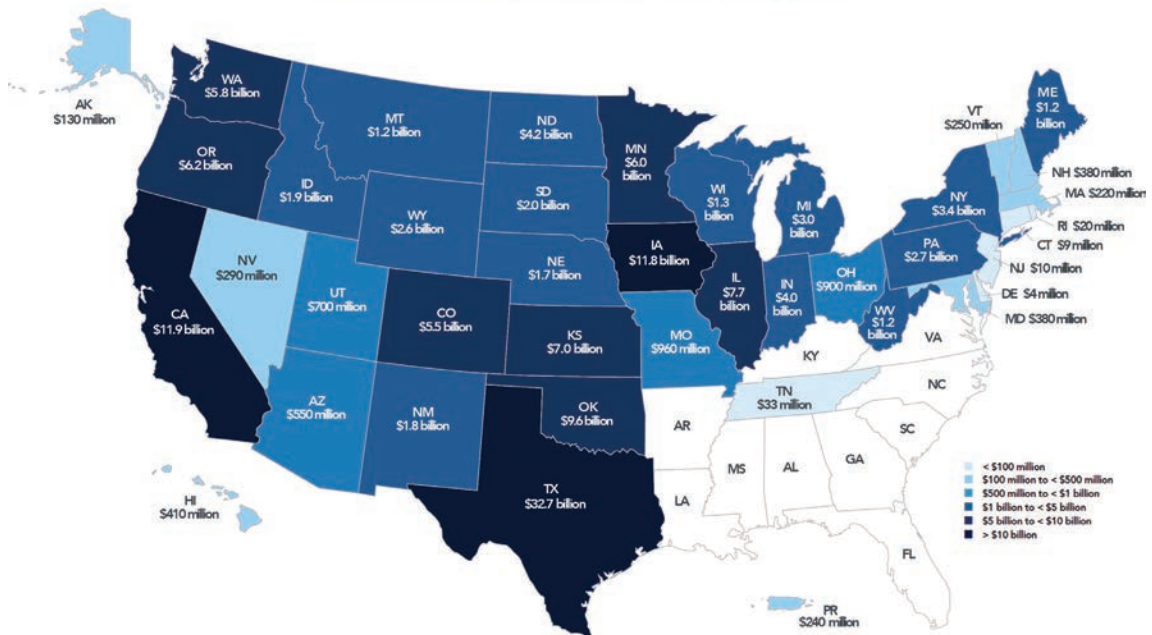 AK
$130 million
WA
$5.8 billion
OR
$6.2 billion
CA
$11.9 billion
NV
$290 million
ID
$1.9 billion
MT
$1.2 billion
WY
$2.6 billion
UT
$700 million
AZ
$550 million
CO
$5.5 billion
NM
$1.8 billion
ND
$4.2 billion
SD
$2.0 billion
NE
$1.7 billion
KS
$7.0 billion
OK
$9.6 billion
TX
$32.7 billion
MN
$6.0
billion
IA
$11.8 billion
MO
$960 million
AR
LA
WI
$1.3
billion
IL
$7.7
billion
MI
$3.0
billion
IN
$4.0
billion
OH
$900 million
KY
TN
$33 million
MS
AL
GA
FL
SC
NC
VA
WV
$1.2
billion
PA
$2.7 billion
NY
$3.4 billion
VT
$250 million
ME
$1.2
billion
NH $380 million
MA $220 million
RI $20 million
CT $9 million
NJ $10 million
DE $4 million
MD $380 million
HI
$410 million
PR
$240 million
< $100 million
$100 million to < $500 million
$500 million to < $1 billion
$1 billion to < $5 billion
$5 billion to < $10 billion
> $10 billion